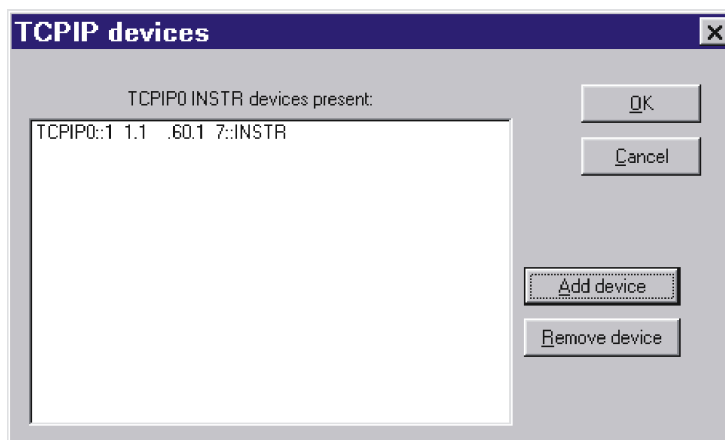 TCPIP devices
TCPIP0 INSTR devices present:
TCPIP0::1 1.1 .60.1 7::INSTR
OK
Cancel
Add device
Remove device